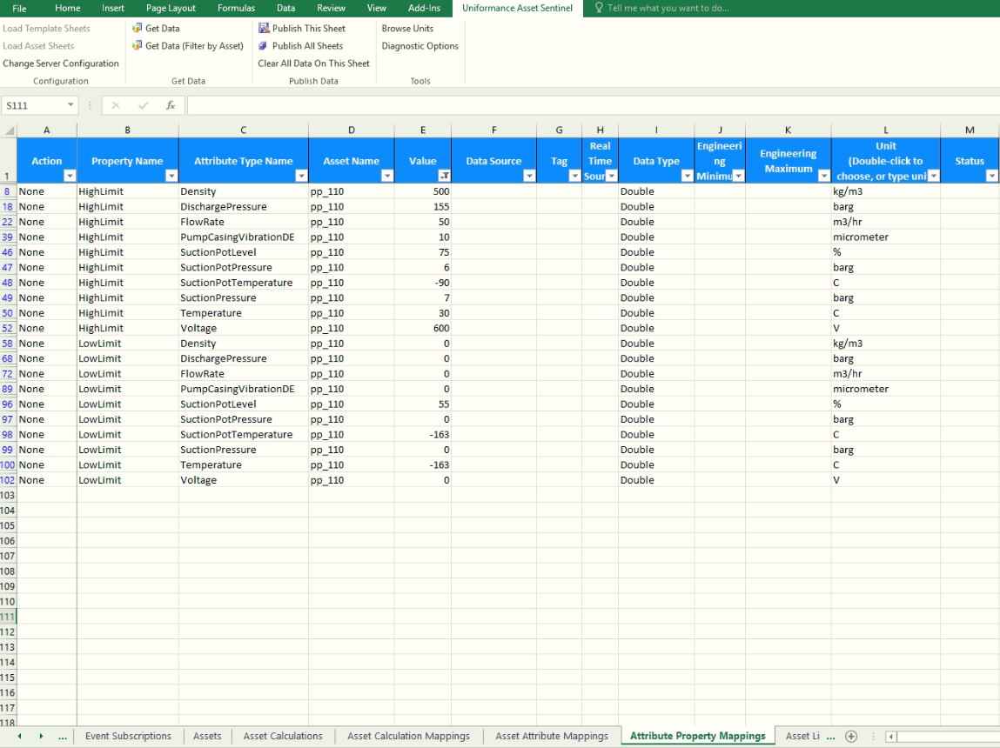 File Home Insert Page Layout Formulas Data Review View Add-Ins Uniformance Asset Sentinel Tell me what you want to do...
Load Template Sheets Get Data Publish This Sheet Browse Units
Load Asset Sheets Get Data (Filter by Asset) Publish All Sheets Diagnostic Options
Change Server Configuration Clear All Data On This Sheet
Configuration Get Data Publish Data Tools
S111 fx
A B C D E F G H I J K L M
1 Action Property Name Attribute Type Name Asset Name Value Data Source Tag Real Time Sour Data Type Engineeri ng Minimu Engineering Maximum Unit (Double-click to choose, or type uni Status
8 None HighLimit Density pp_110 500 Double kg/m3
18 None HighLimit DischargePressure pp_110 155 Double barg
22 None HighLimit FlowRate pp_110 50 Double m3/hr
39 None HighLimit PumpCasingVibrationDE pp_110 10 Double micrometer
46 None HighLimit SuctionPotLevel pp_110 75 Double %
47 None HighLimit SuctionPotPressure pp_110 6 Double barg
48 None HighLimit SuctionPotTemperature pp_110 -90 Double C
49 None HighLimit SuctionPressure pp_110 7 Double barg
50 None HighLimit Temperature pp_110 30 Double C
52 None HighLimit Voltage pp_110 600 Double V
58 None LowLimit Density pp_110 0 Double kg/m3
68 None LowLimit DischargePressure pp_110 0 Double barg
72 None LowLimit FlowRate pp_110 0 Double m3/hr
89 None LowLimit PumpCasingVibrationDE pp_110 0 Double micrometer
96 None LowLimit SuctionPotLevel pp_110 55 Double %
97 None LowLimit SuctionPotPressure pp_110 0 Double barg
98 None LowLimit SuctionPotTemperature pp_110 -163 Double C
99 None LowLimit SuctionPressure pp_110 0 Double barg
100 None LowLimit Temperature pp_110 -163 Double C
102 None LowLimit Voltage pp_110 0 Double V
103
104
105
106
107
108
109
110
111
112
113
114
115
116
117
118
... Event Subscriptions Assets Asset Calculations Asset Calculation Mappings Asset Attribute Mappings Attribute Property Mappings Asset Li ...